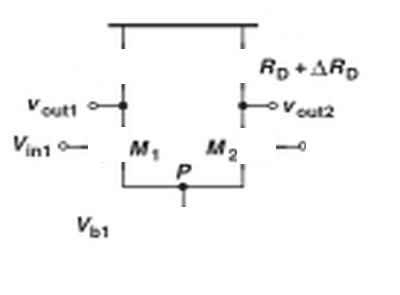 R_D + ΔR_D
v_out1
v_out2
V_in1
M_1
M_2
P
V_b1